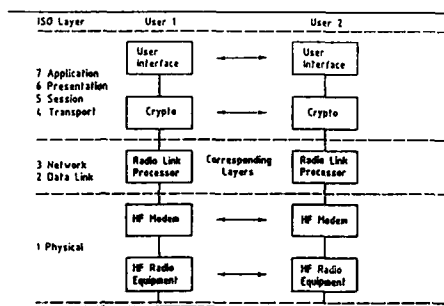 ISO Layer User 1 User 2
User Interface User Interface
7 Application
6 Presentation
5 Session
4 Transport
Crypto Crypto
3 Network
2 Data Link
Radio Link Processor Corresponding Layers Radio Link Processor
HF Modem HF Modem
1 Physical
HF Radio Equipment HF Radio Equipment